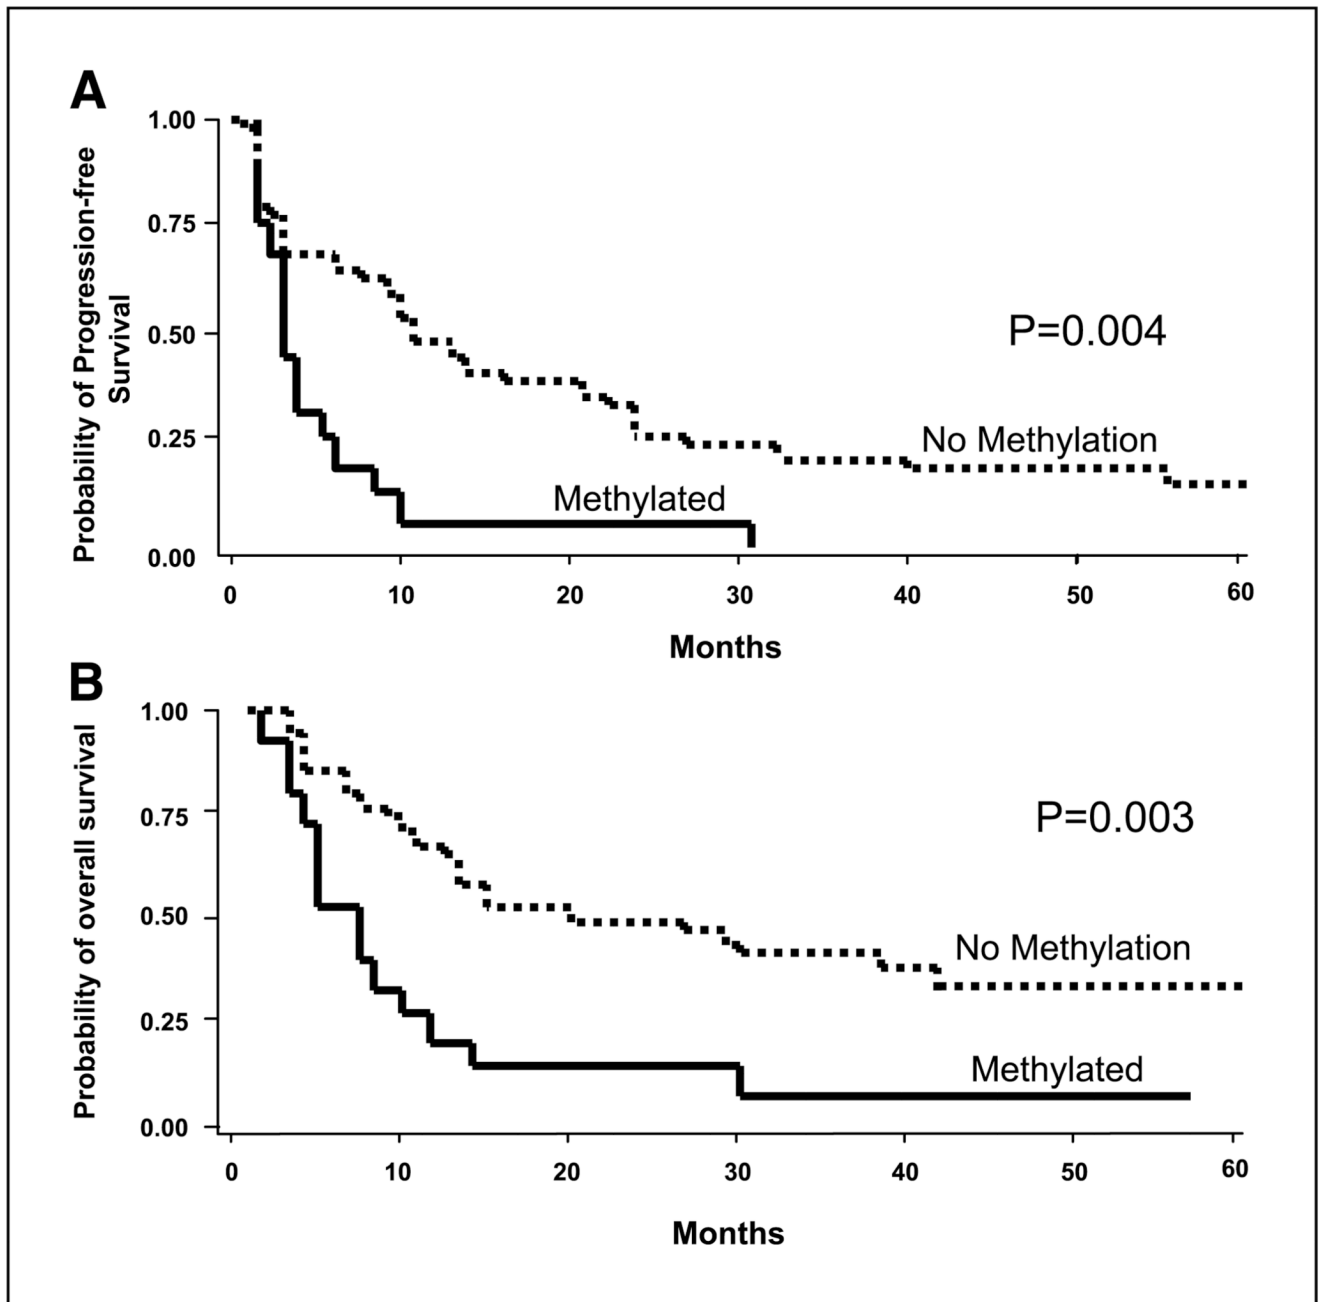 A
Probability of Progression-free
Survival
1.00
0.75
0.50
0.25
0.00
P=0.004
No Methylation
Methylated
0 10 20 30 40 50 60
Months
B
Probability of overall survival
1.00
0.75
0.50
0.25
0.00
P=0.003
No Methylation
Methylated
0 10 20 30 40 50 60
Months